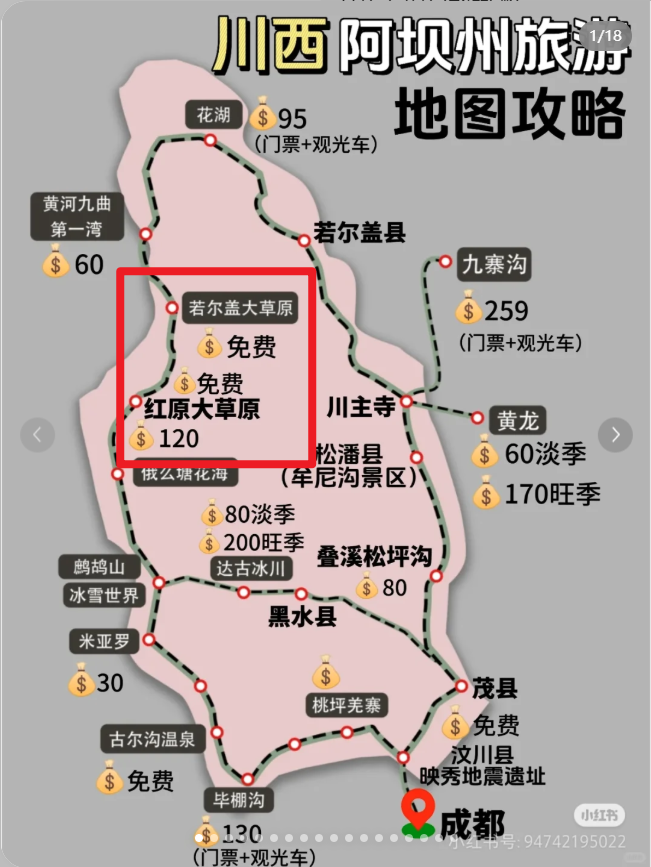 川西 阿坝州旅游
1/18
地图攻略
花湖
95
(门票+观光车)
黄河九曲
第一湾
60
若尔盖县
九寨沟
259
(门票+观光车)
若尔盖大草原
免费
免费
红原大草原
120
川主寺
黄龙
60淡季
170旺季
松潘县
(牟尼沟景区)
俄么塘花海
80淡季
200旺季
达古冰川
叠溪松坪沟
80
鹧鸪山
冰雪世界
黑水县
米亚罗
30
桃坪羌寨
茂县
免费
古尔沟温泉
免费
汶川县
映秀地震遗址
毕棚沟
130
(门票+观光车)
成都
小红书
小红书号: 94742195022